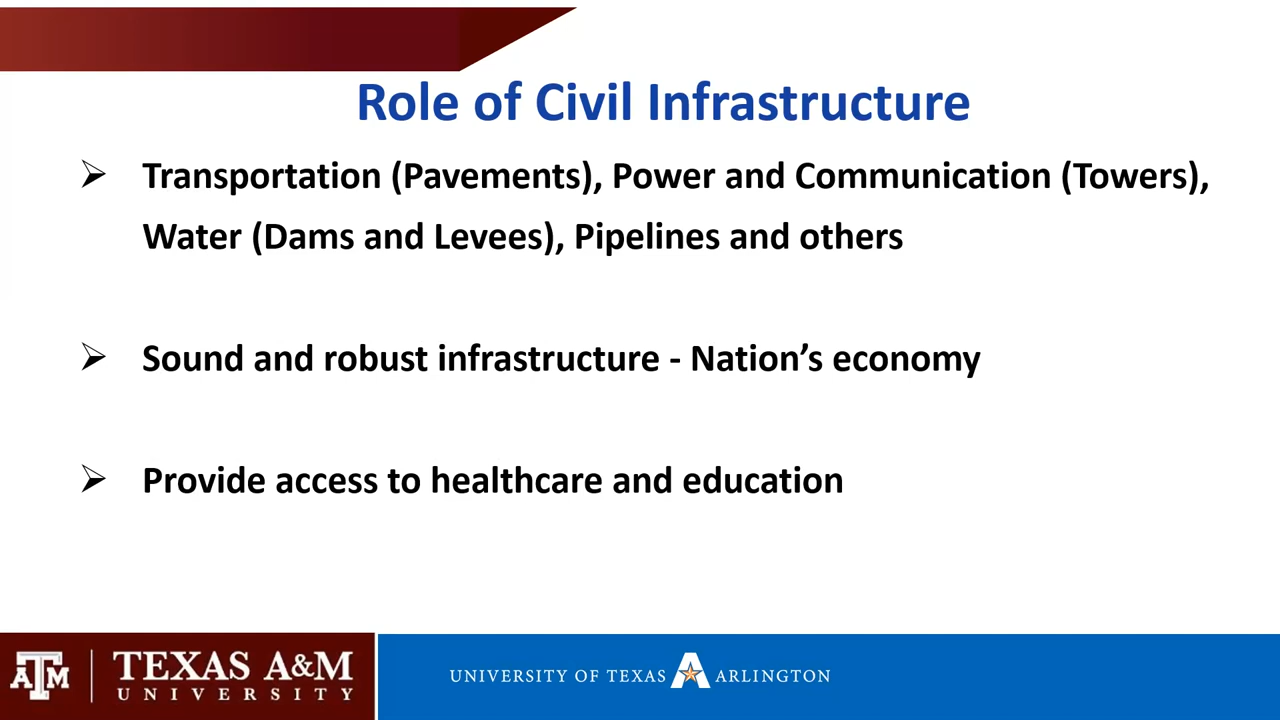 Role of Civil Infrastructure
➢ Transportation (Pavements), Power and Communication (Towers),
Water (Dams and Levees), Pipelines and others
➢ Sound and robust infrastructure - Nation’s economy
➢ Provide access to healthcare and education
ATM TEXAS A&M
UNIVERSITY
UNIVERSITY OF TEXAS A ARLINGTON